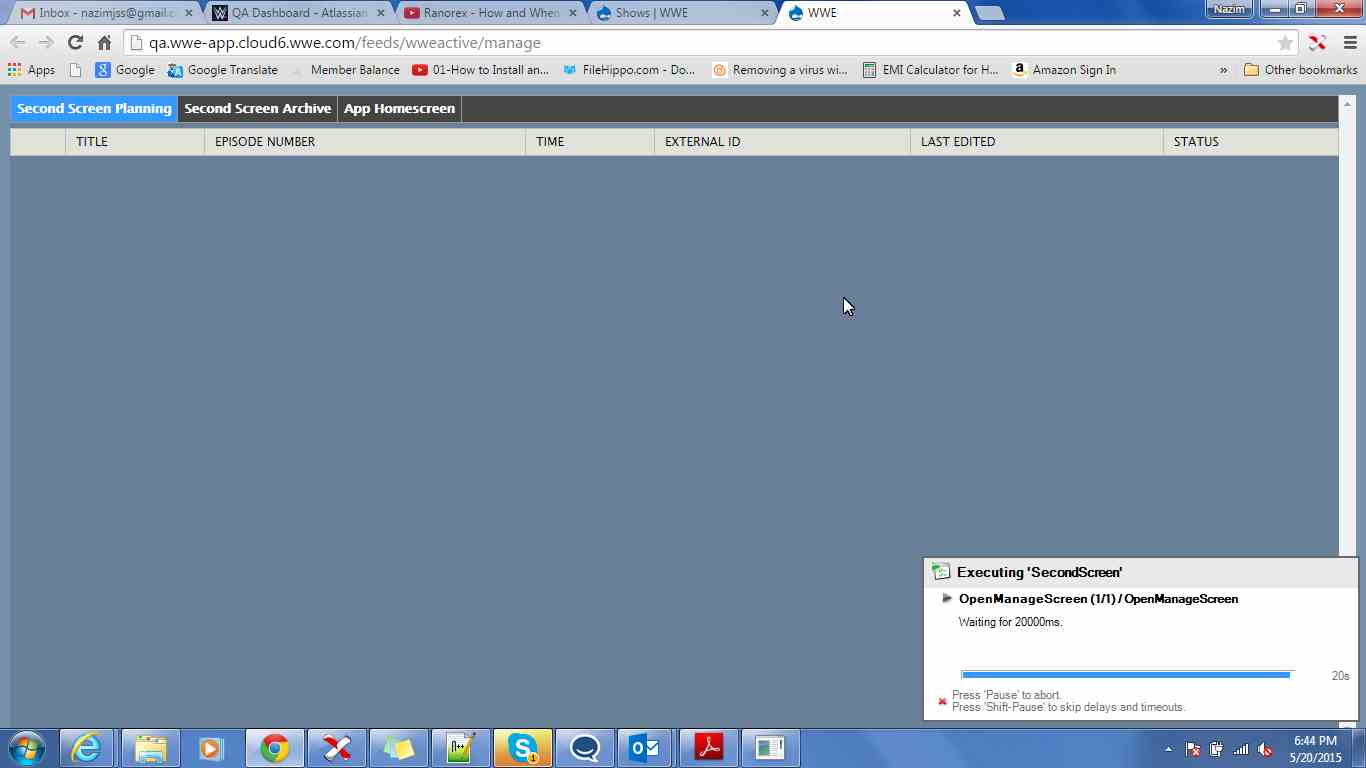 Inbox - nazimjss@gmail.c
QA Dashboard - Atlassian
Ranorex - How and When
Shows | WWE
WWE
Nazim
qa.wwe-app.cloud6.wwe.com/feeds/wweactive/manage
Apps
Google
Google Translate
Member Balance
01-How to Install an...
FileHippo.com - Do...
Removing a virus wi...
EMI Calculator for H...
Amazon Sign In
»
Other bookmarks
Second Screen Planning
Second Screen Archive
App Homescreen
TITLE
EPISODE NUMBER
TIME
EXTERNAL ID
LAST EDITED
STATUS
Executing 'SecondScreen'
OpenManageScreen (1/1) / OpenManageScreen
Waiting for 20000ms.
20s
Press 'Pause' to abort.
Press 'Shift-Pause' to skip delays and timeouts.
6:44 PM
5/20/2015